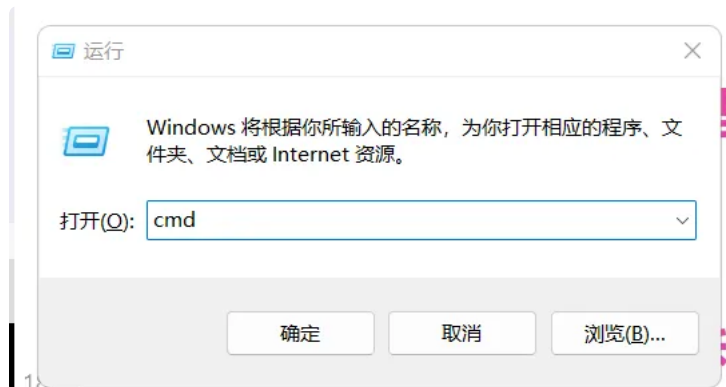 运行
Windows 将根据你所输入的名称，为你打开相应的程序、文
件夹、文档或 Internet 资源。
打开(O): cmd
确定 取消 浏览(B)...